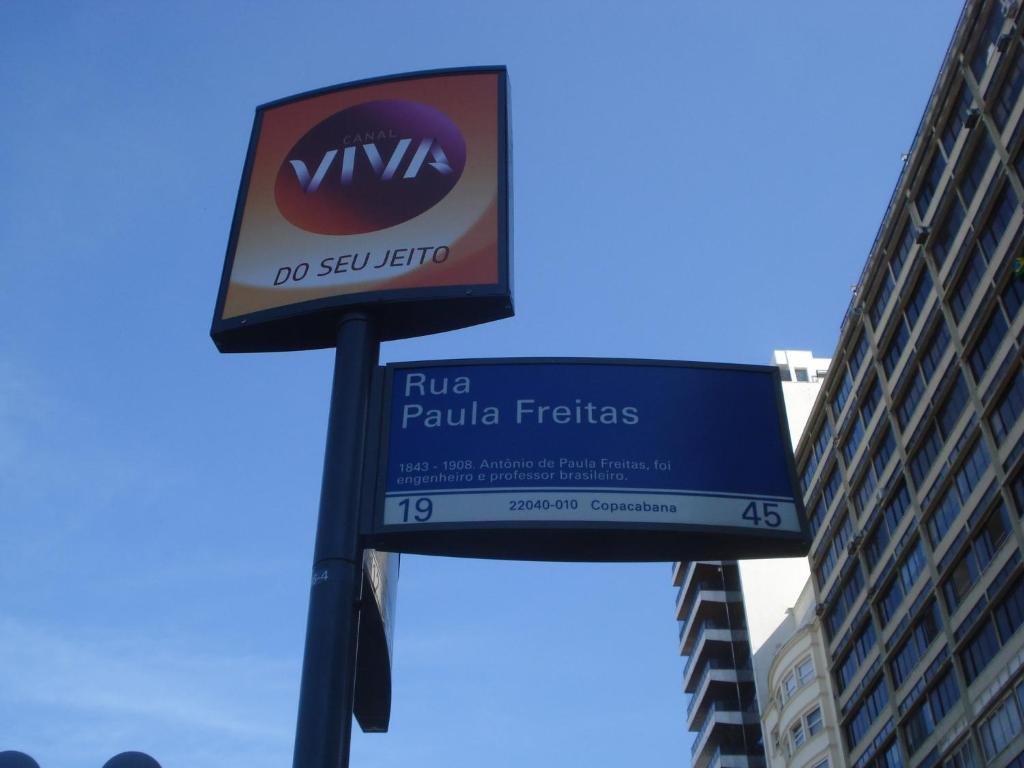 CANAL
VIVA
DO SEU JEITO
Rua
Paula Freitas
1843 - 1908. Antônio de Paula Freitas, foi
engenheiro e professor brasileiro.
19 22040-010 Copacabana 45